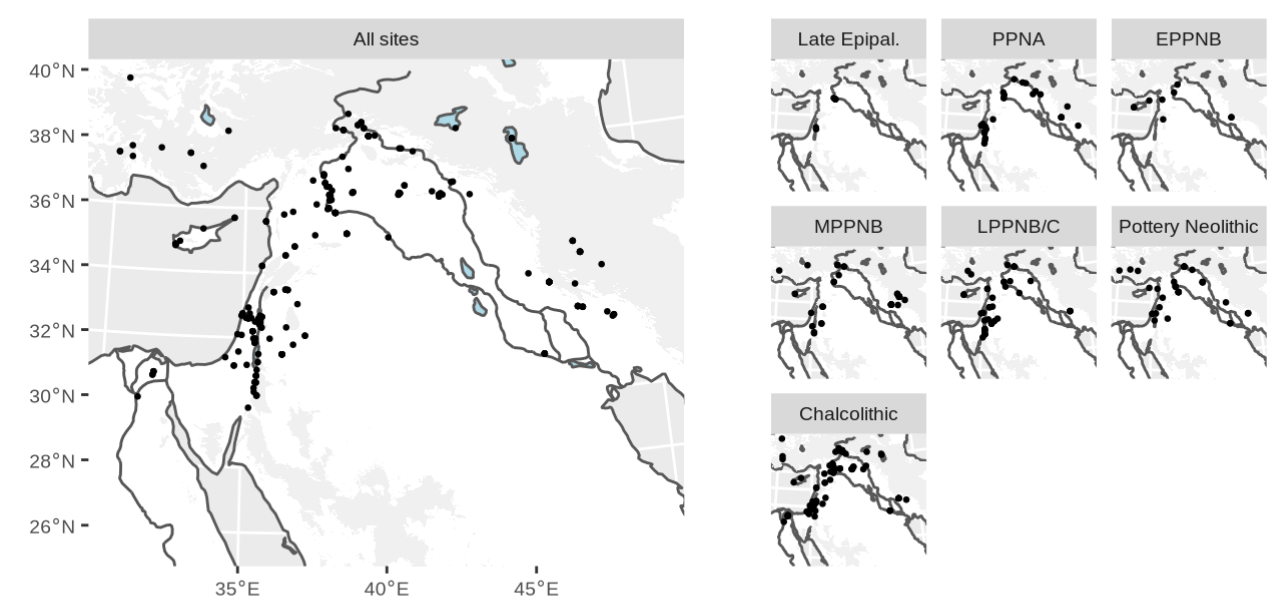 All sites
40°N
38°N
36°N
34°N
32°N
30°N
28°N
26°N
35°E
40°E
45°E
Late Epipal.
PPNA
EPPNB
MPPNB
LPPNB/C
Pottery Neolithic
Chalcolithic